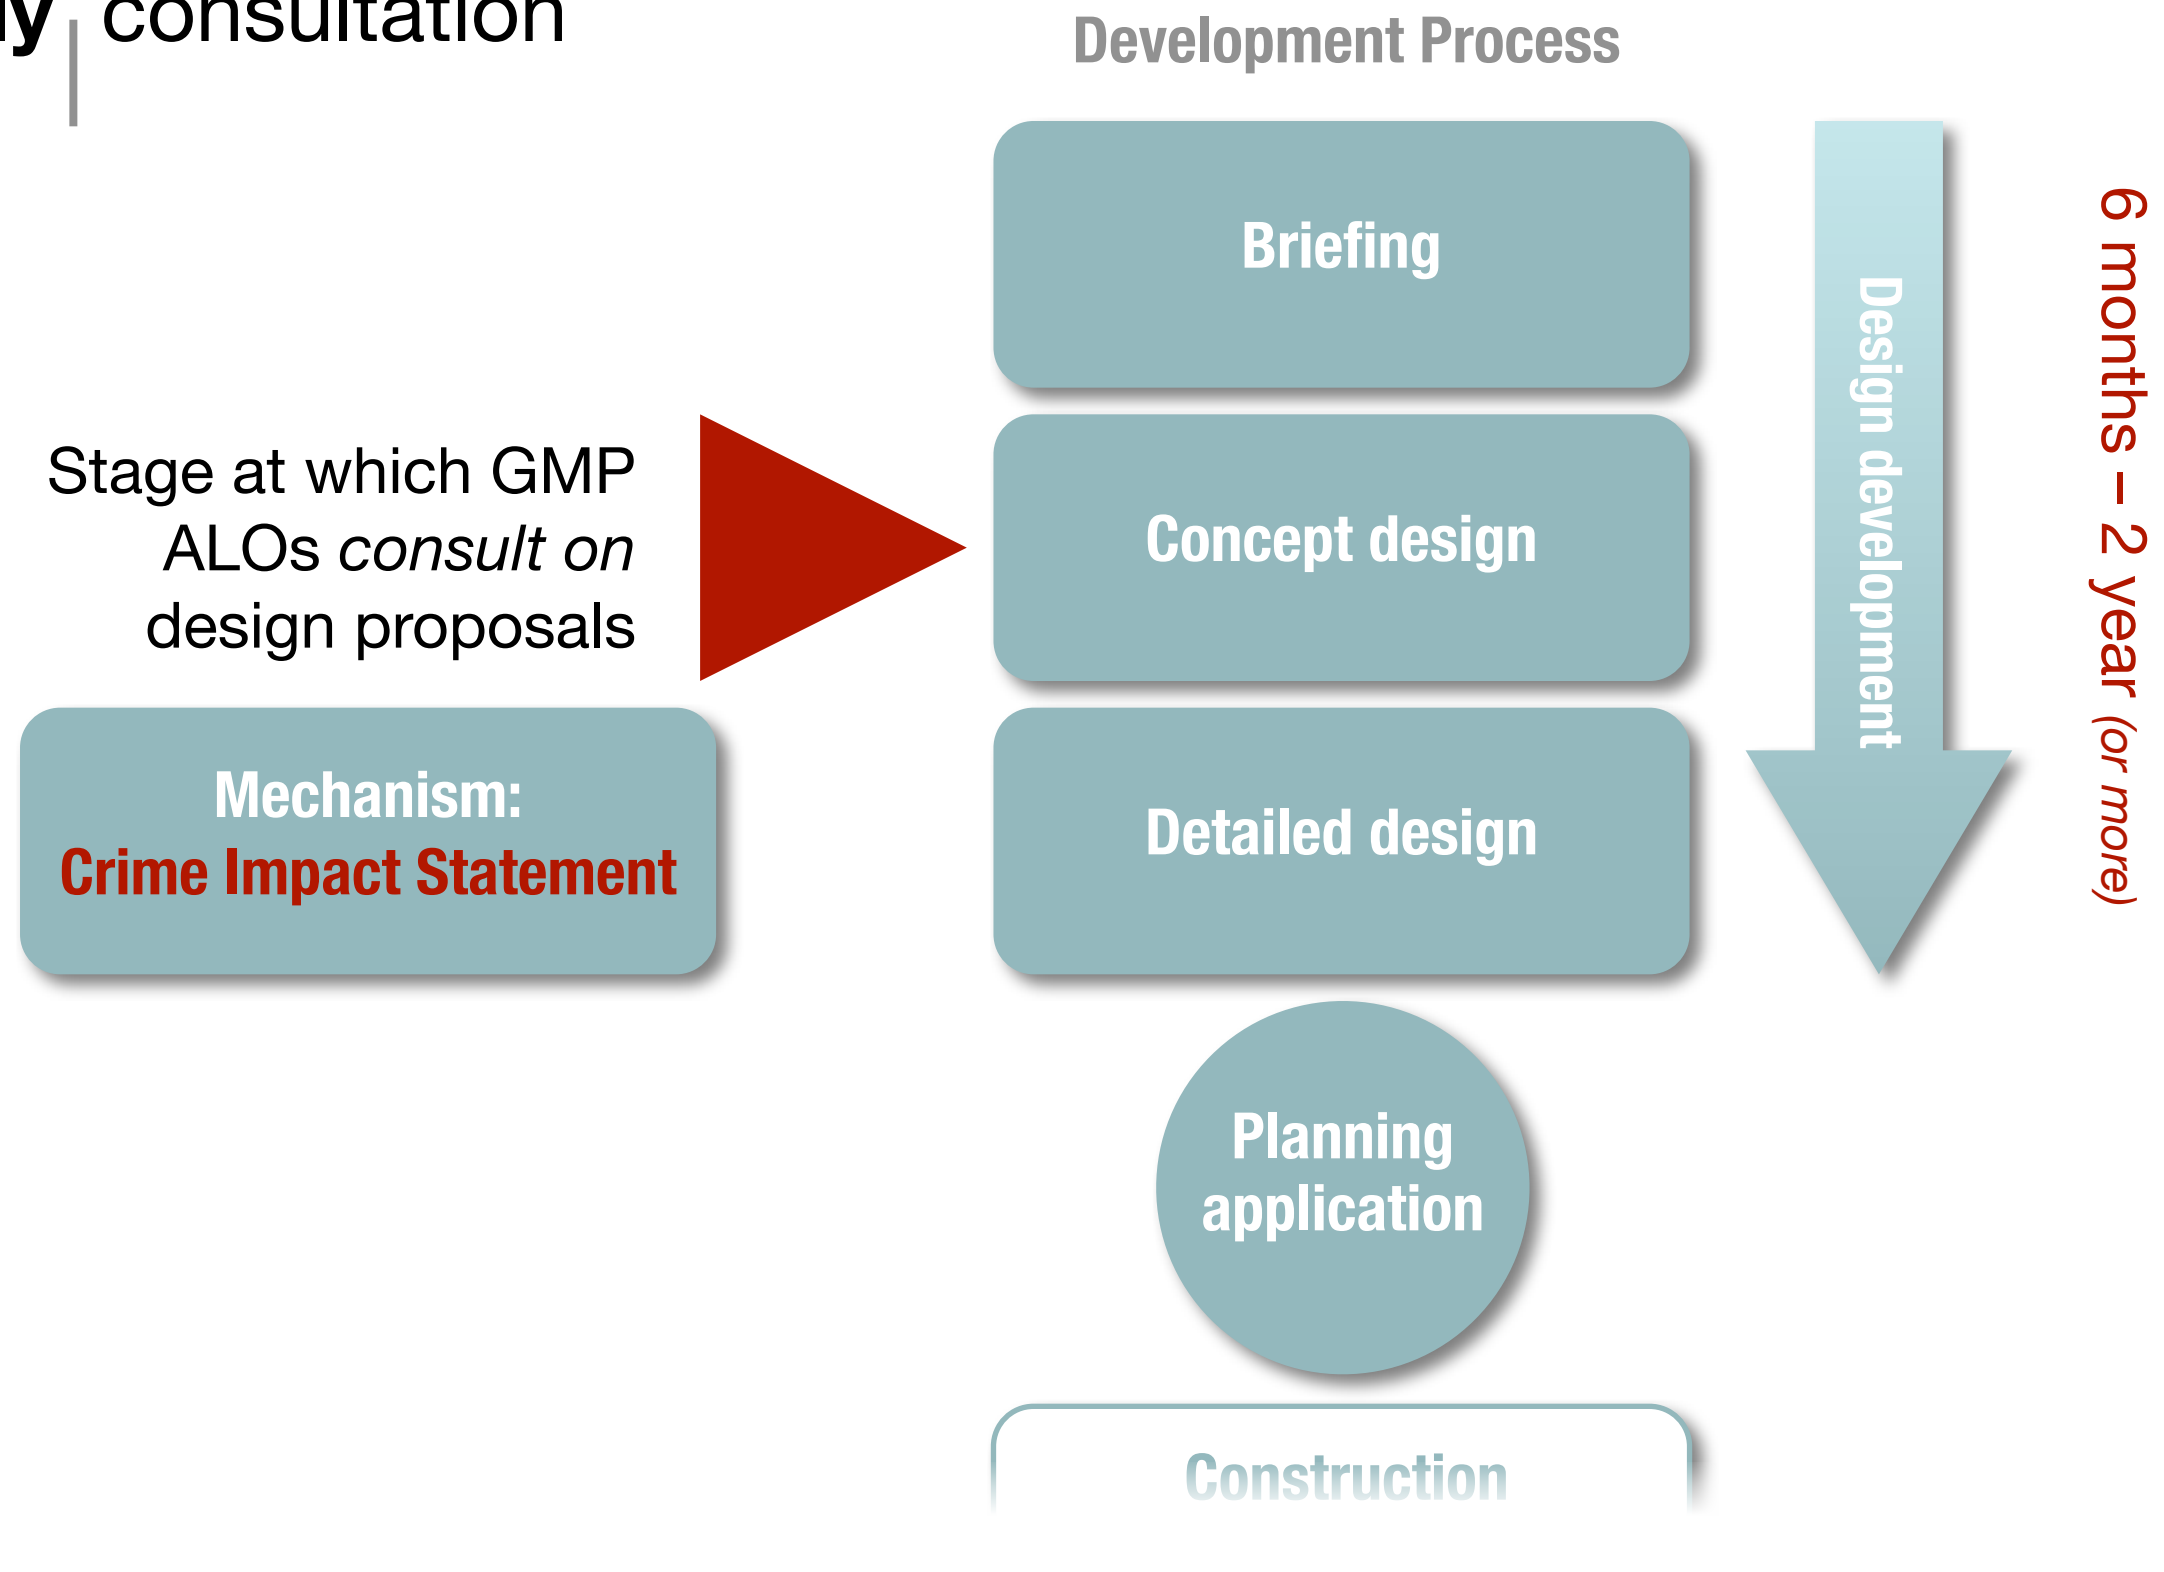 consultation
Development Process
Briefing
Stage at which GMP
ALOs consult on
design proposals
Concept design
Mechanism:
Crime Impact Statement
Detailed design
Design development
6 months – 2 year (or more)
Planning
application
Construction